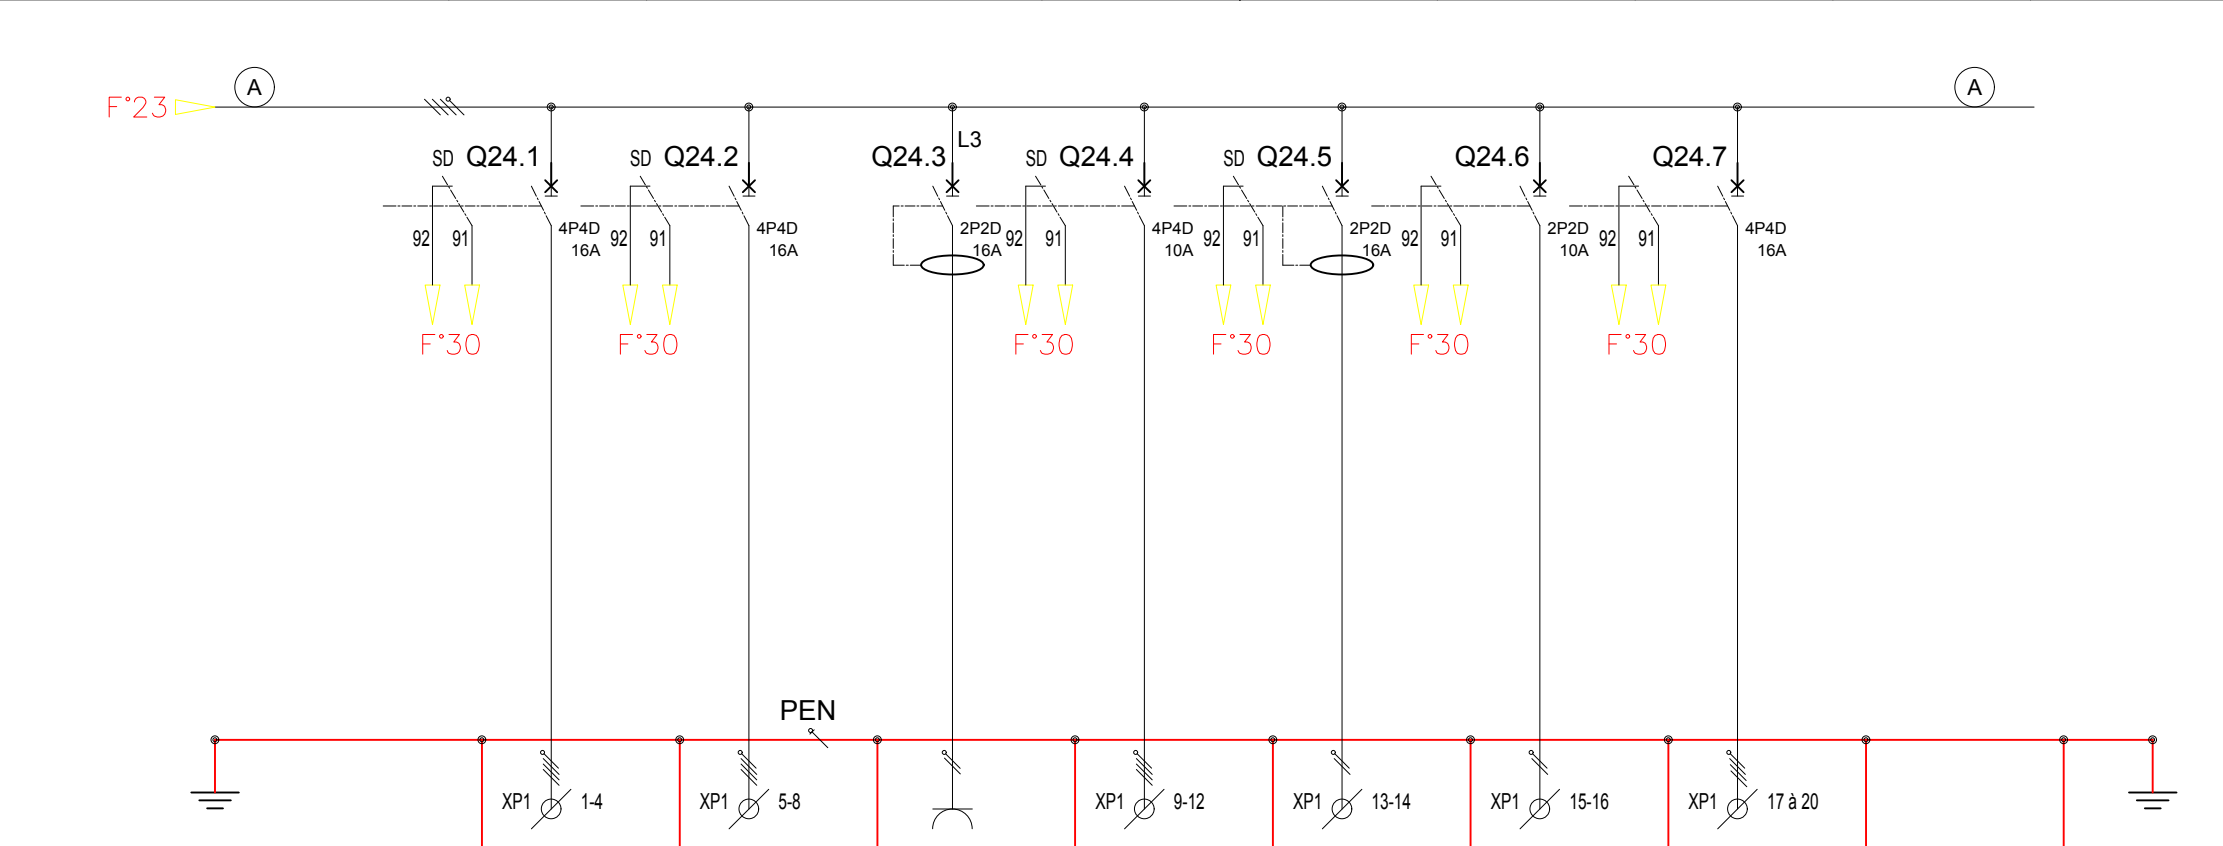 A
A
F°23
L3
SD Q24.1
SD Q24.2
Q24.3
SD Q24.4
SD Q24.5
Q24.6
Q24.7
92 91
4P4D
16A
92 91
4P4D
16A
2P2D
16A
92 91
4P4D
10A
92 91
2P2D
16A
92 91
2P2D
10A
92 91
4P4D
16A
F°30
F°30
F°30
F°30
F°30
F°30
PEN
XP1 1-4
XP1 5-8
XP1 9-12
XP1 13-14
XP1 15-16
XP1 17 à 20